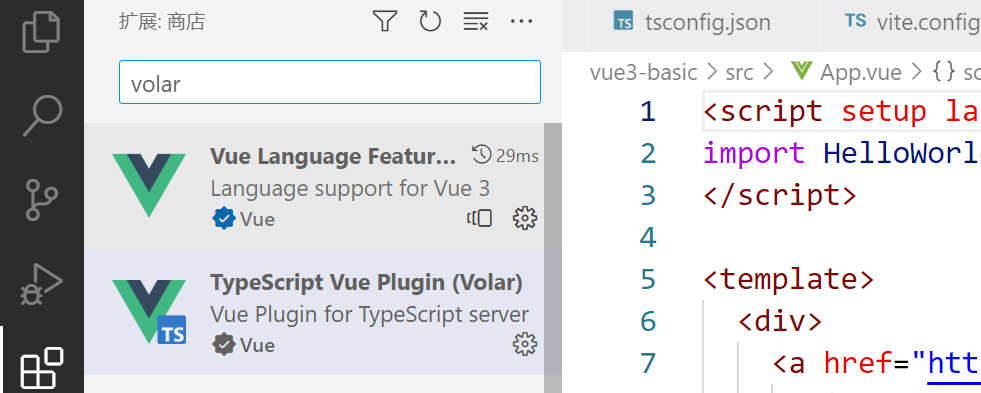 扩展: 商店
volar
Vue Language Featur... 29ms
Language support for Vue 3
Vue
TypeScript Vue Plugin (Volar)
Vue Plugin for TypeScript server
Vue
TS
TS tsconfig.json
TS vite.config
vue3-basic > src > App.vue > {} sc
1 <script setup la
2 import HelloWorl
3 </script>
4
5 <template>
6 <div>
7 <a href="htt